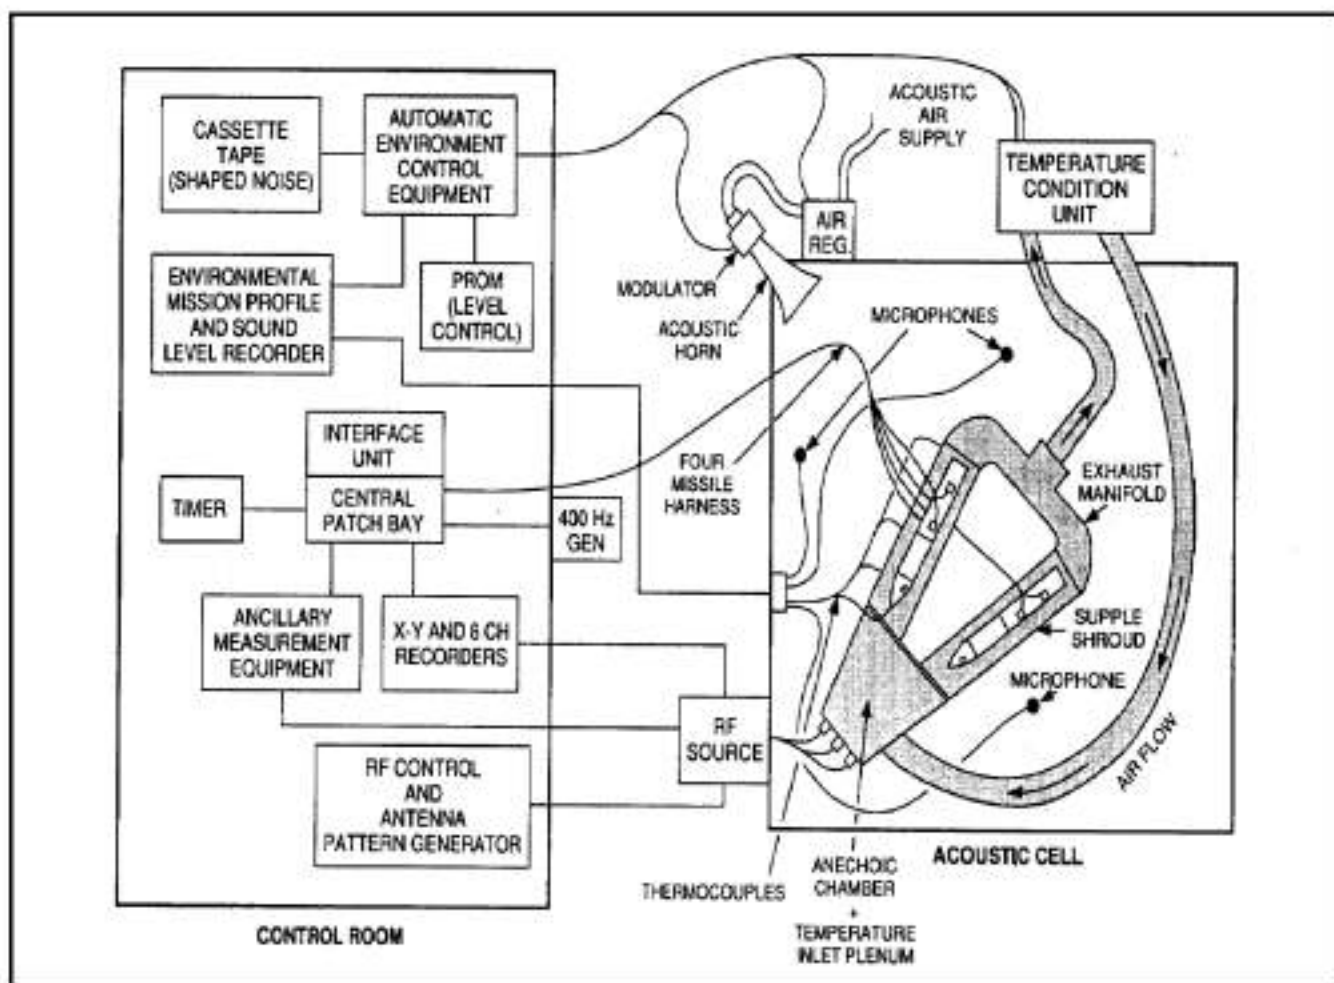 CASSETTE
TAPE
(SHAPED NOISE)
AUTOMATIC
ENVIRONMENT
CONTROL
EQUIPMENT
ENVIRONMENTAL
MISSION PROFILE
AND SOUND
LEVEL RECORDER
PROM
(LEVEL
CONTROL)
INTERFACE
UNIT
TIMER
CENTRAL
PATCH BAY
400 Hz
GEN
ANCILLARY
MEASUREMENT
EQUIPMENT
X-Y AND 6 CH
RECORDERS
RF CONTROL
AND
ANTENNA
PATTERN GENERATOR
RF
SOURCE
CONTROL ROOM
ACOUSTIC
AIR
SUPPLY
TEMPERATURE
CONDITION
UNIT
AIR
REG.
MODULATOR
ACOUSTIC
HORN
MICROPHONES
FOUR
MISSILE
HARNESS
EXHAUST
MANIFOLD
SUPPLE
SHROUD
MICROPHONE
AIR FLOW
THERMOCOUPLES
ANECHOIC
CHAMBER
+
TEMPERATURE
INLET PLENUM
ACOUSTIC CELL